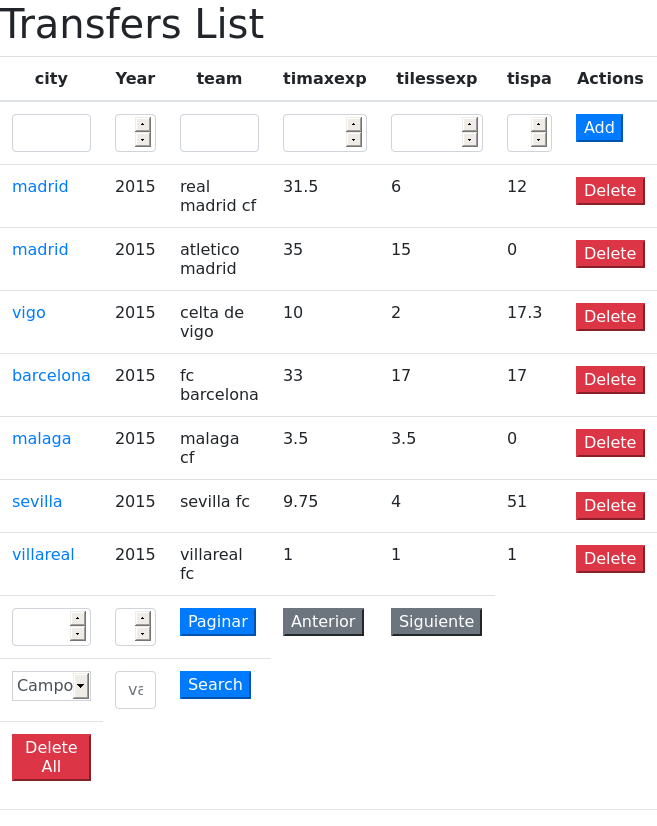 Transfers List
city Year team timaxexp tilessexp tispa Actions
Add
madrid 2015 real madrid cf 31.5 6 12 Delete
madrid 2015 atletico madrid 35 15 0 Delete
vigo 2015 celta de vigo 10 2 17.3 Delete
barcelona 2015 fc barcelona 33 17 17 Delete
malaga 2015 malaga cf 3.5 3.5 0 Delete
sevilla 2015 sevilla fc 9.75 4 51 Delete
villareal 2015 villareal fc 1 1 1 Delete
Paginar Anterior Siguiente
Campo Search
Delete All